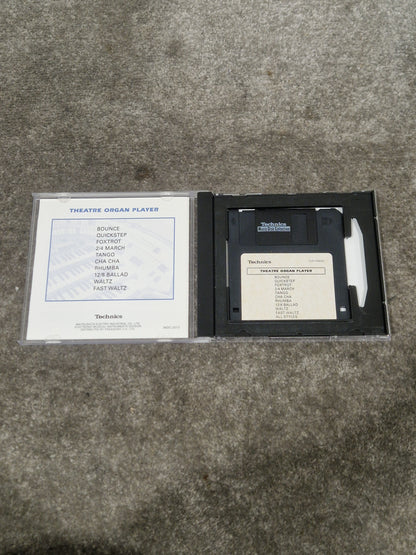 THEATRE ORGAN PLAYER
BOUNCE
QUICKSTEP
FOXTROT
2/4 MARCH
TANGO
CHA CHA
RHUMBA
12/8 BALLAD
WALTZ
FAST WALTZ
Technics
Technics
Technics
THEATRE ORGAN PLAYER
BOUNCE
QUICKSTEP
FOXTROT
2/4 MARCH
TANGO
CHA CHA
RHUMBA
12/8 BALLAD
WALTZ
FAST WALTZ
ALL STYLES